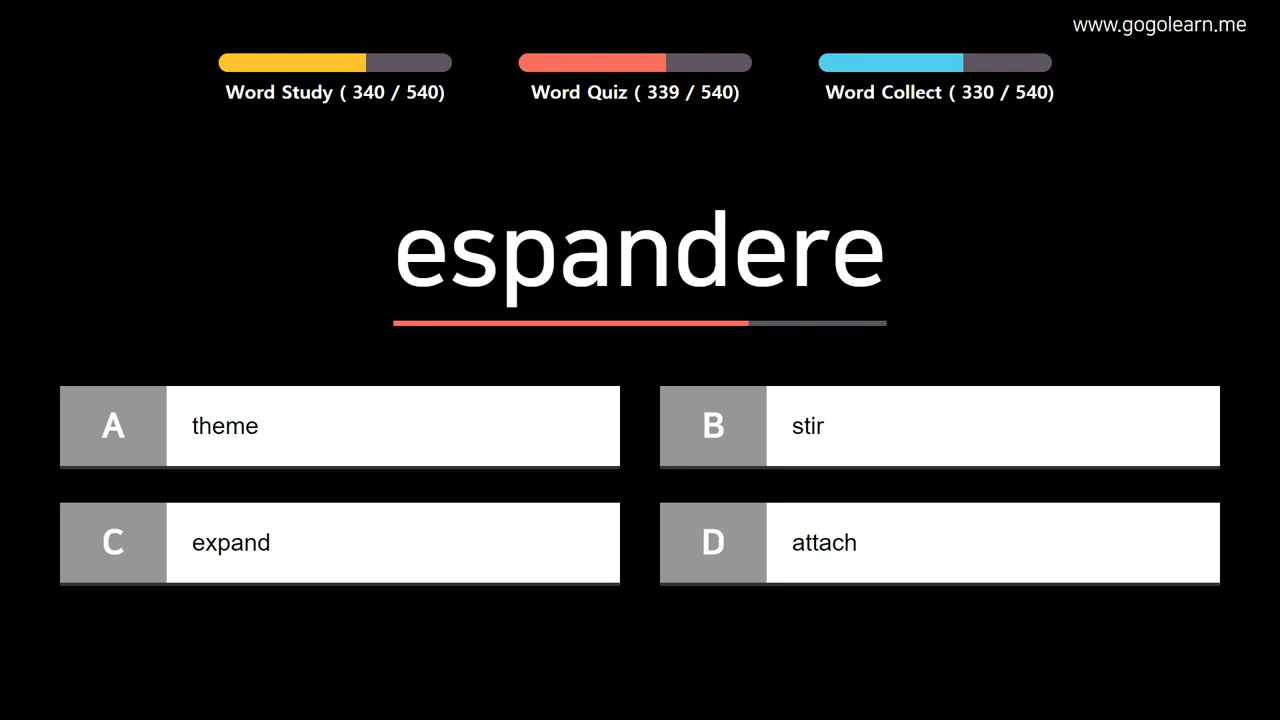 www.gogolearn.me
Word Study ( 340 / 540)
Word Quiz ( 339 / 540)
Word Collect ( 330 / 540)
espandere
A theme
B stir
C expand
D attach